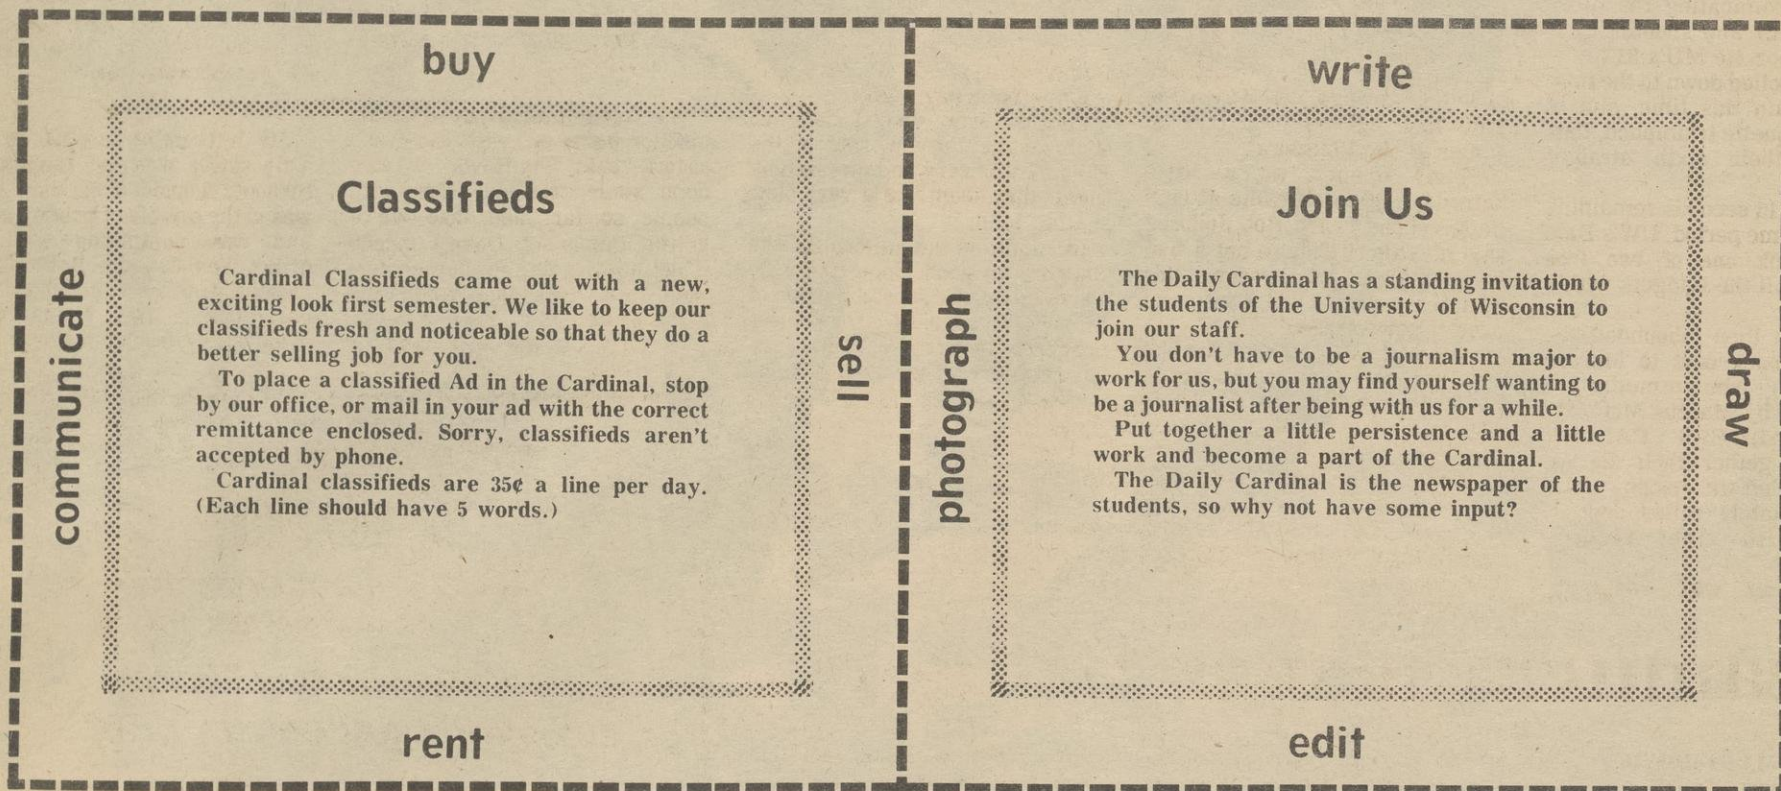 buy
communicate
Classifieds
Cardinal Classifieds came out with a new,
exciting look first semester. We like to keep our
classifieds fresh and noticeable so that they do a
better selling job for you.
To place a classified Ad in the Cardinal, stop
by our office, or mail in your ad with the correct
remittance enclosed. Sorry, classifieds aren't
accepted by phone.
Cardinal classifieds are 35¢ a line per day.
(Each line should have 5 words.)
sell
rent
write
photograph
Join Us
The Daily Cardinal has a standing invitation to
the students of the University of Wisconsin to
join our staff.
You don't have to be a journalism major to
work for us, but you may find yourself wanting to
be a journalist after being with us for a while.
Put together a little persistence and a little
work and become a part of the Cardinal.
The Daily Cardinal is the newspaper of the
students, so why not have some input?
draw
edit